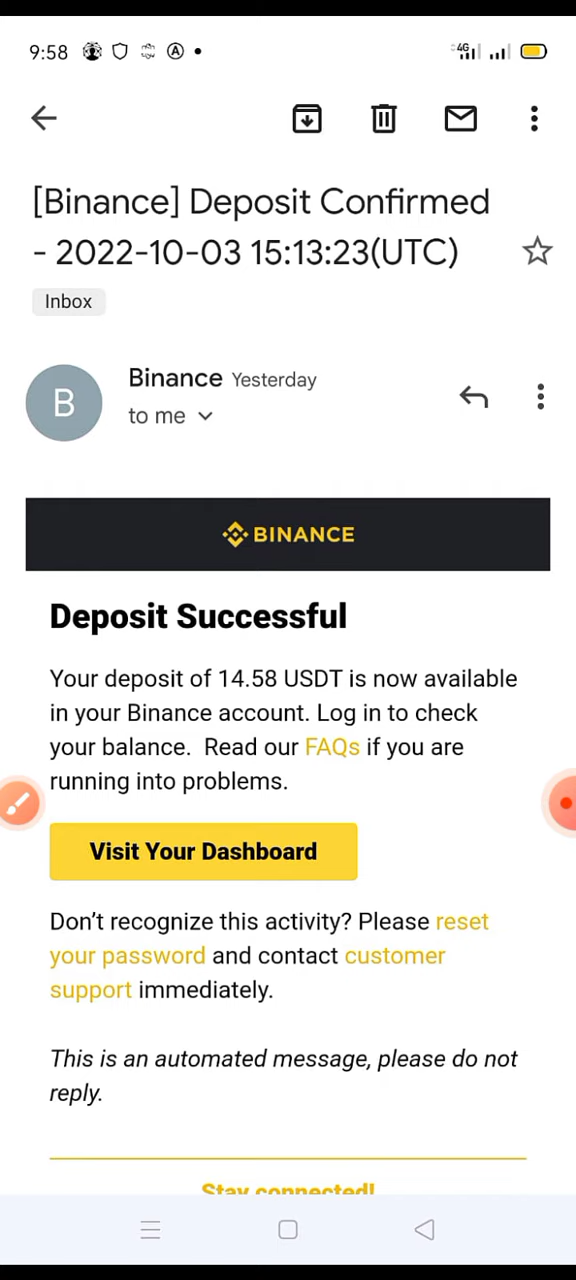 9:58
4G
[Binance] Deposit Confirmed
- 2022-10-03 15:13:23(UTC)
Inbox
B
Binance Yesterday
to me
BINANCE
Deposit Successful
Your deposit of 14.58 USDT is now available
in your Binance account. Log in to check
your balance. Read our FAQs if you are
running into problems.
Visit Your Dashboard
Don’t recognize this activity? Please reset
your password and contact customer
support immediately.
This is an automated message, please do not
reply.
Stay connected!